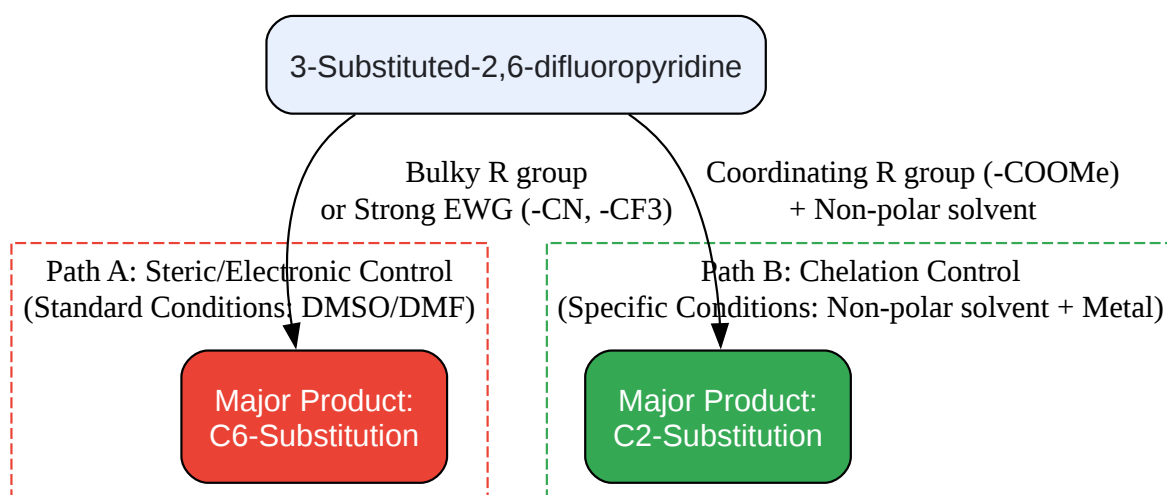 3-Substituted-2,6-difluoropyridine
Bulky R group
or Strong EWG (-CN, -CF3)
Coordinating R group (-COOMe)
+ Non-polar solvent
Path A: Steric/Electronic Control
(Standard Conditions: DMSO/DMF)
Path B: Chelation Control
(Specific Conditions: Non-polar solvent + Metal)
Major Product:
C6-Substitution
Major Product:
C2-Substitution